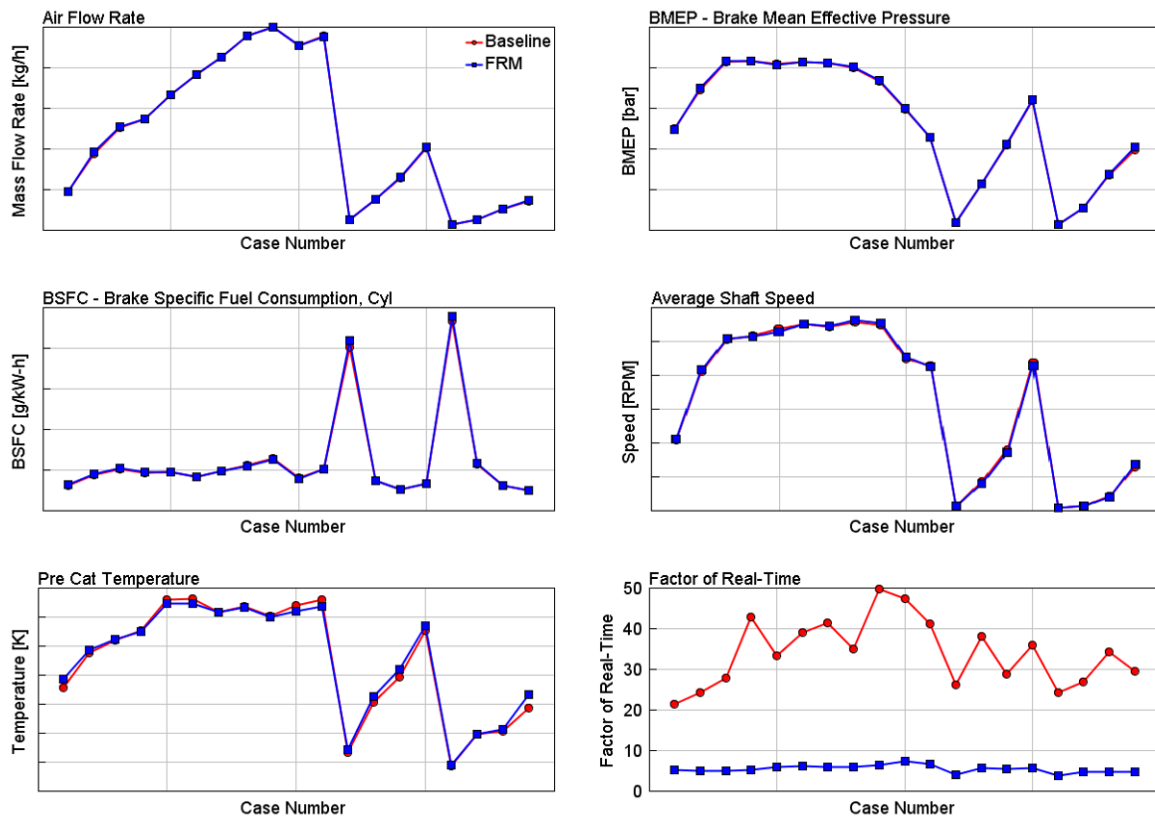 Air Flow Rate
Mass Flow Rate [kg/h]
Baseline
FRM
Case Number
BMEP - Brake Mean Effective Pressure
BMEP [bar]
Case Number
BSFC - Brake Specific Fuel Consumption, Cyl
BSFC [g/kW-h]
Case Number
Average Shaft Speed
Speed [RPM]
Case Number
Pre Cat Temperature
Temperature [K]
Case Number
Factor of Real-Time
Factor of Real-Time
50
40
30
20
10
0
Case Number